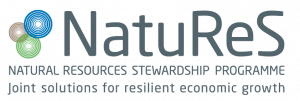 NatuReS
NATURAL RESOURCES STEWARDSHIP PROGRAMME
Joint solutions for resilient economic growth